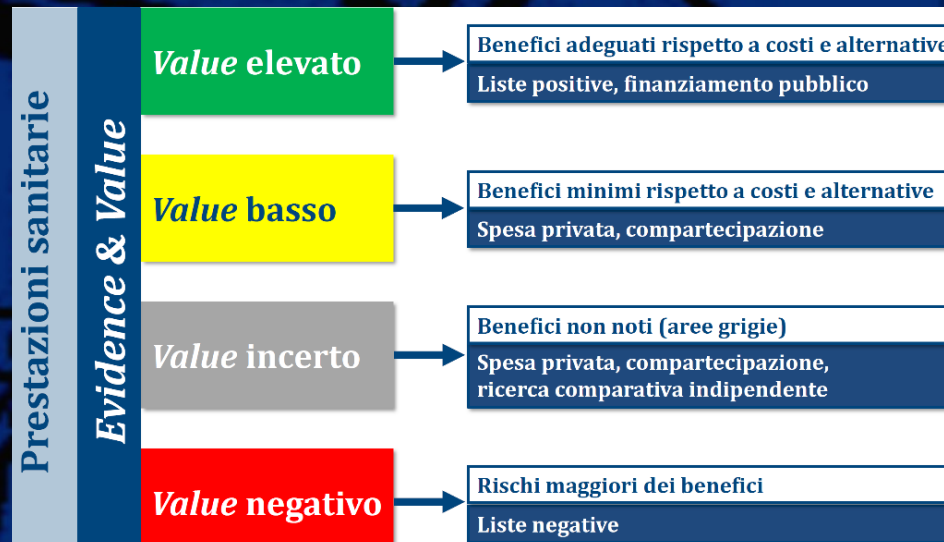 Prestazioni sanitarie
Evidence & Value
Value elevato
Benefici adeguati rispetto a costi e alternative
Liste positive, finanziamento pubblico
Value basso
Benefici minimi rispetto a costi e alternative
Spesa privata, compartecipazione
Value incerto
Benefici non noti (aree grigie)
Spesa privata, compartecipazione,
ricerca comparativa indipendente
Value negativo
Rischi maggiori dei benefici
Liste negative